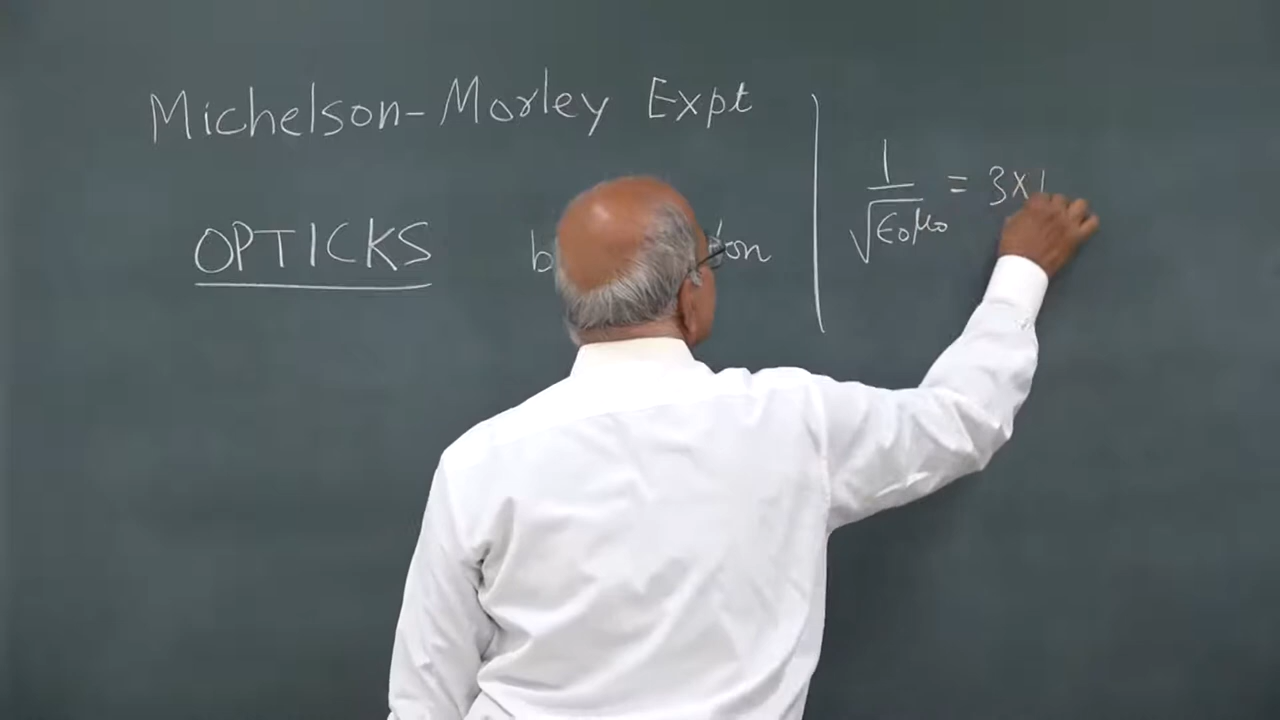 Michelson-Morley Expt
OPTICKS
1/√ε₀μ₀ = 3×1